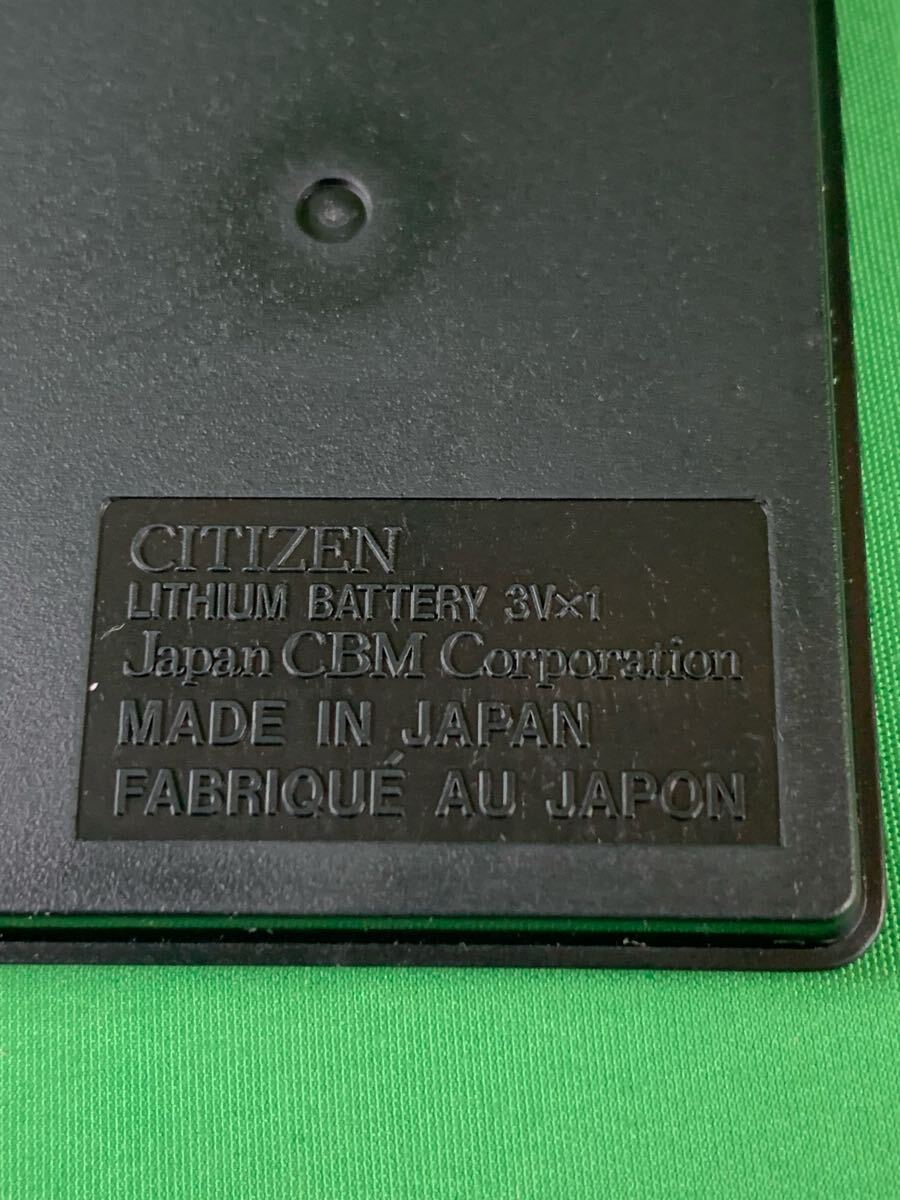 CITIZEN
LITHIUM BATTERY 3V×1
Japan CBM Corporation
MADE IN JAPAN
FABRIQUÉ AU JAPON